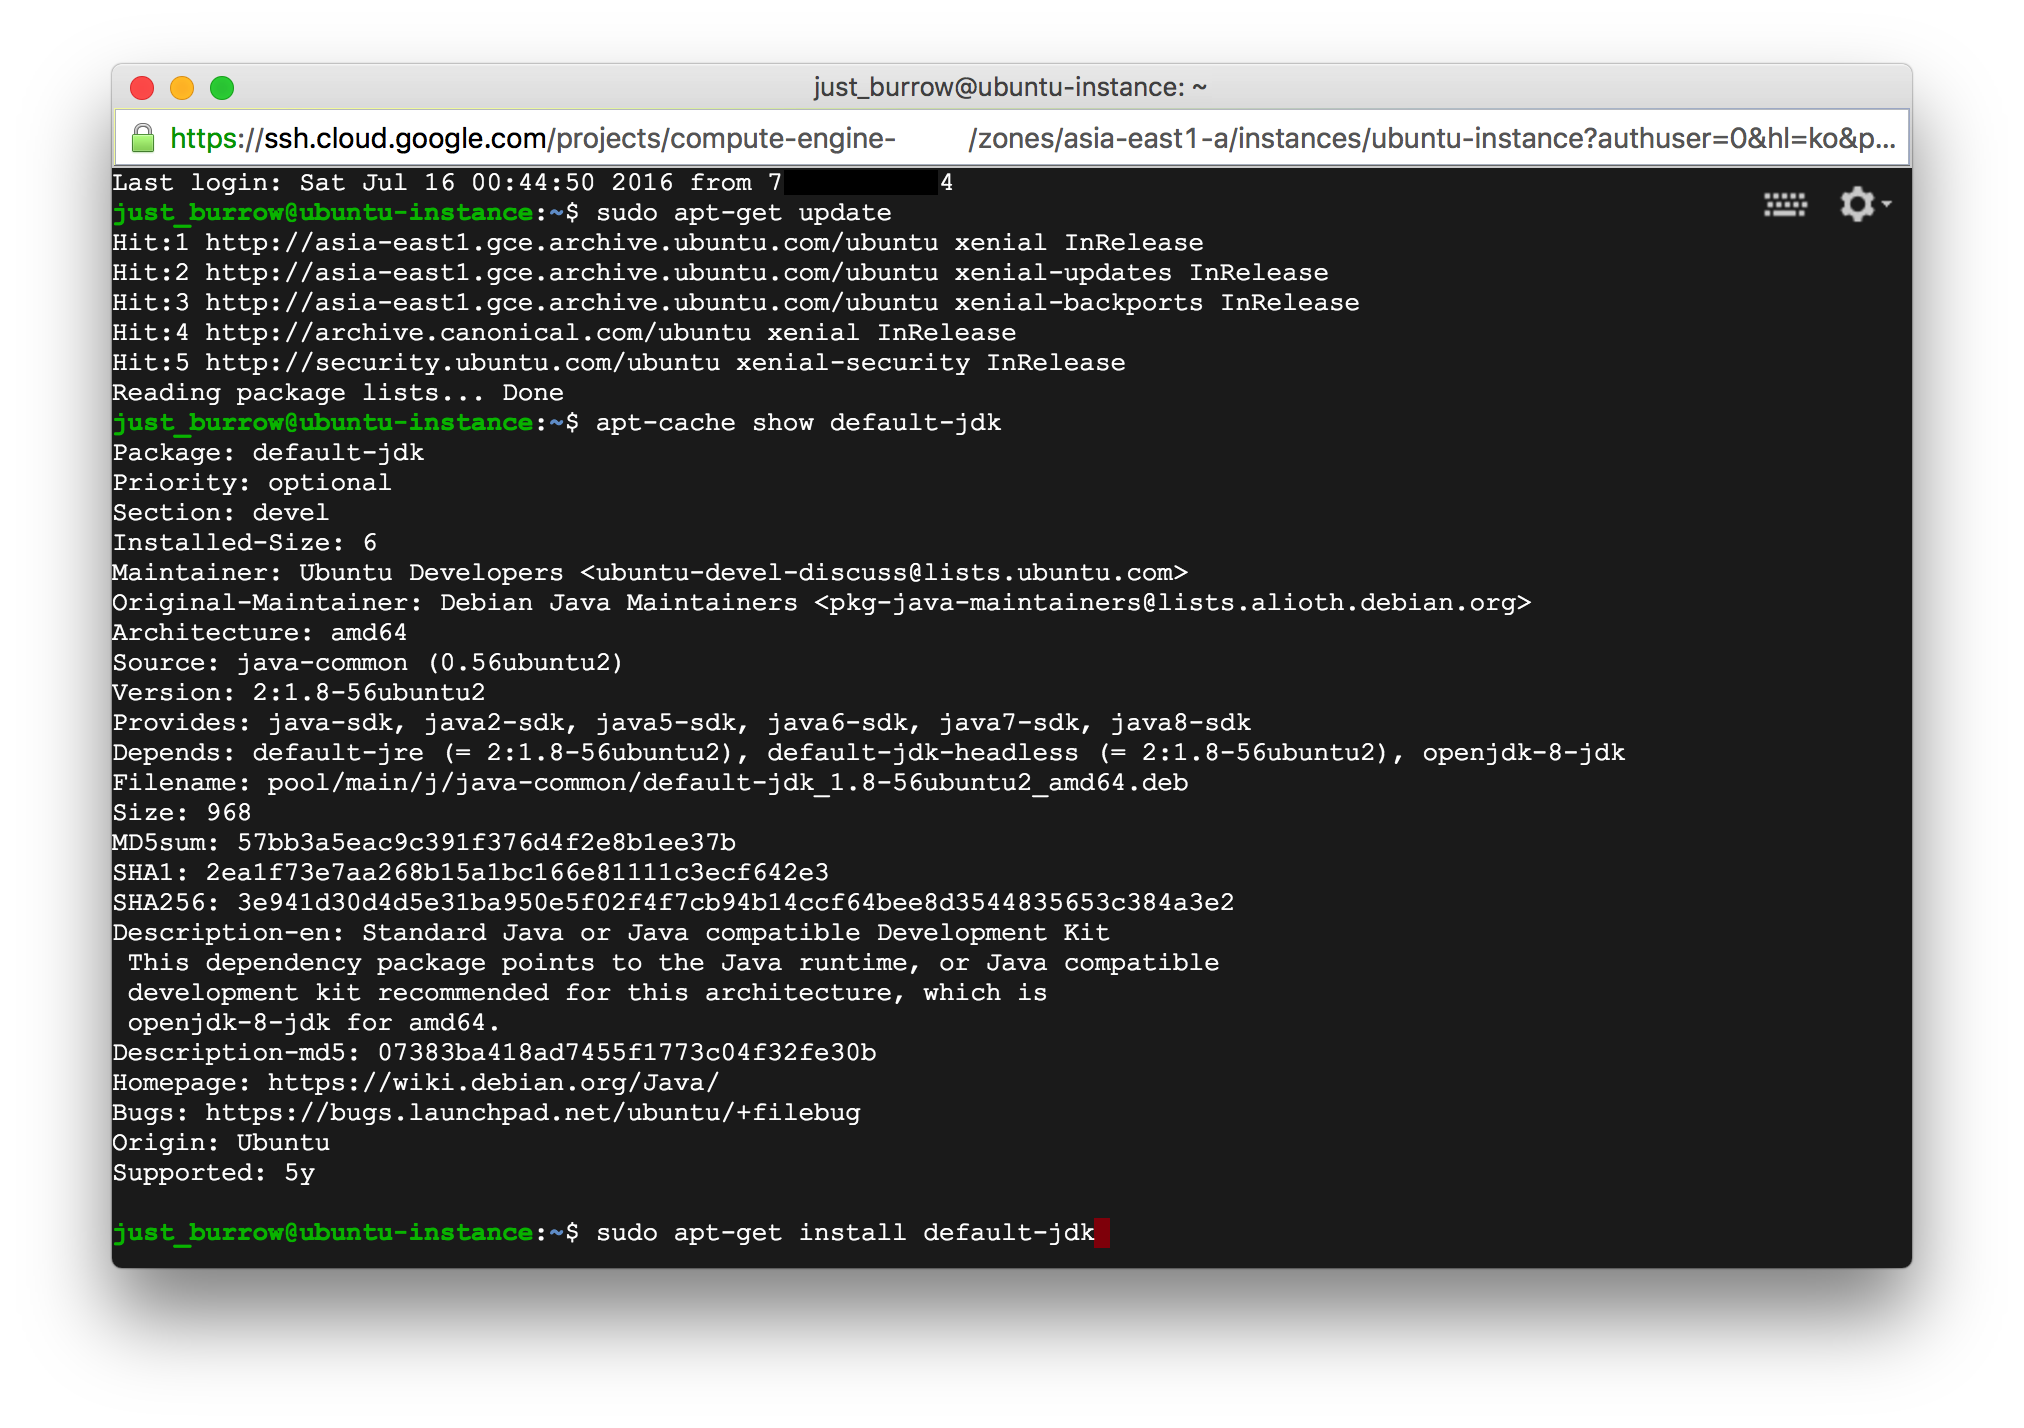 just_burrow@ubuntu-instance: ~
https://ssh.cloud.google.com/projects/compute-engine- /zones/asia-east1-a/instances/ubuntu-instance?authuser=0&hl=ko&p...
Last login: Sat Jul 16 00:44:50 2016 from 7 4
just_burrow@ubuntu-instance:~$ sudo apt-get update
Hit:1 http://asia-east1.gce.archive.ubuntu.com/ubuntu xenial InRelease
Hit:2 http://asia-east1.gce.archive.ubuntu.com/ubuntu xenial-updates InRelease
Hit:3 http://asia-east1.gce.archive.ubuntu.com/ubuntu xenial-backports InRelease
Hit:4 http://archive.canonical.com/ubuntu xenial InRelease
Hit:5 http://security.ubuntu.com/ubuntu xenial-security InRelease
Reading package lists... Done
just_burrow@ubuntu-instance:~$ apt-cache show default-jdk
Package: default-jdk
Priority: optional
Section: devel
Installed-Size: 6
Maintainer: Ubuntu Developers <ubuntu-devel-discuss@lists.ubuntu.com>
Original-Maintainer: Debian Java Maintainers <pkg-java-maintainers@lists.alioth.debian.org>
Architecture: amd64
Source: java-common (0.56ubuntu2)
Version: 2:1.8-56ubuntu2
Provides: java-sdk, java2-sdk, java5-sdk, java6-sdk, java7-sdk, java8-sdk
Depends: default-jre (= 2:1.8-56ubuntu2), default-jdk-headless (= 2:1.8-56ubuntu2), openjdk-8-jdk
Filename: pool/main/j/java-common/default-jdk_1.8-56ubuntu2_amd64.deb
Size: 968
MD5sum: 57bb3a5eac9c391f376d4f2e8b1ee37b
SHA1: 2ea1f73e7aa268b15a1bc166e81111c3ecf642e3
SHA256: 3e941d30d4d5e31ba950e5f02f4f7cb94b14ccf64bee8d3544835653c384a3e2
Description-en: Standard Java or Java compatible Development Kit
 This dependency package points to the Java runtime, or Java compatible
 development kit recommended for this architecture, which is
 openjdk-8-jdk for amd64.
Description-md5: 07383ba418ad7455f1773c04f32fe30b
Homepage: https://wiki.debian.org/Java/
Bugs: https://bugs.launchpad.net/ubuntu/+filebug
Origin: Ubuntu
Supported: 5y
just_burrow@ubuntu-instance:~$ sudo apt-get install default-jdk